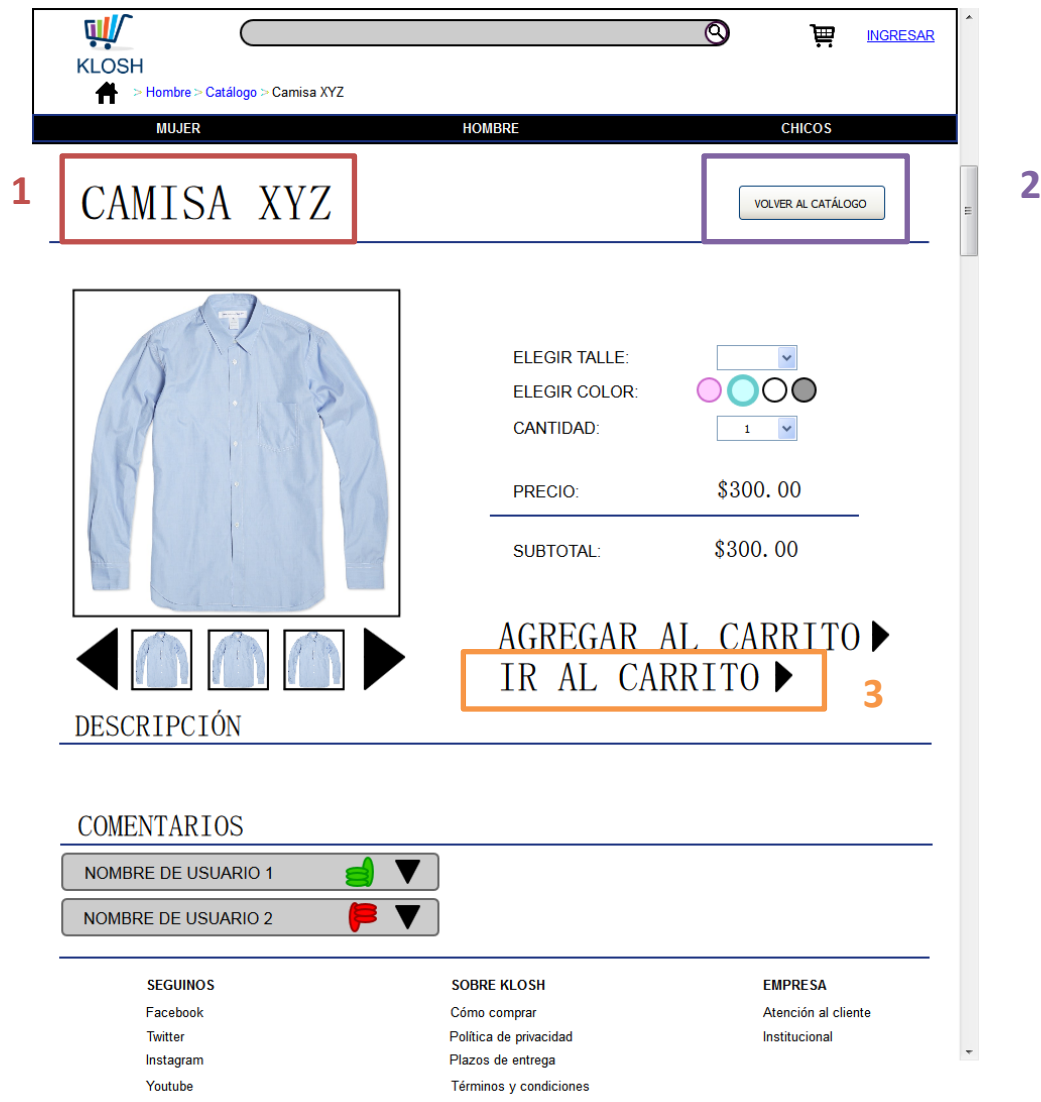 KLOSH
INGRESAR
> Hombre > Catálogo > Camisa XYZ
MUJER HOMBRE CHICOS
1
CAMISA XYZ
VOLVER AL CATÁLOGO
2
ELEGIR TALLE:
ELEGIR COLOR:
CANTIDAD: 1
PRECIO: $300.00
SUBTOTAL: $300.00
AGREGAR AL CARRITO
IR AL CARRITO
3
DESCRIPCIÓN
COMENTARIOS
NOMBRE DE USUARIO 1
NOMBRE DE USUARIO 2
SEGUINOS SOBRE KLOSH EMPRESA
Facebook Cómo comprar Atención al cliente
Twitter Política de privacidad Institucional
Instagram Plazos de entrega
Youtube Términos y condiciones